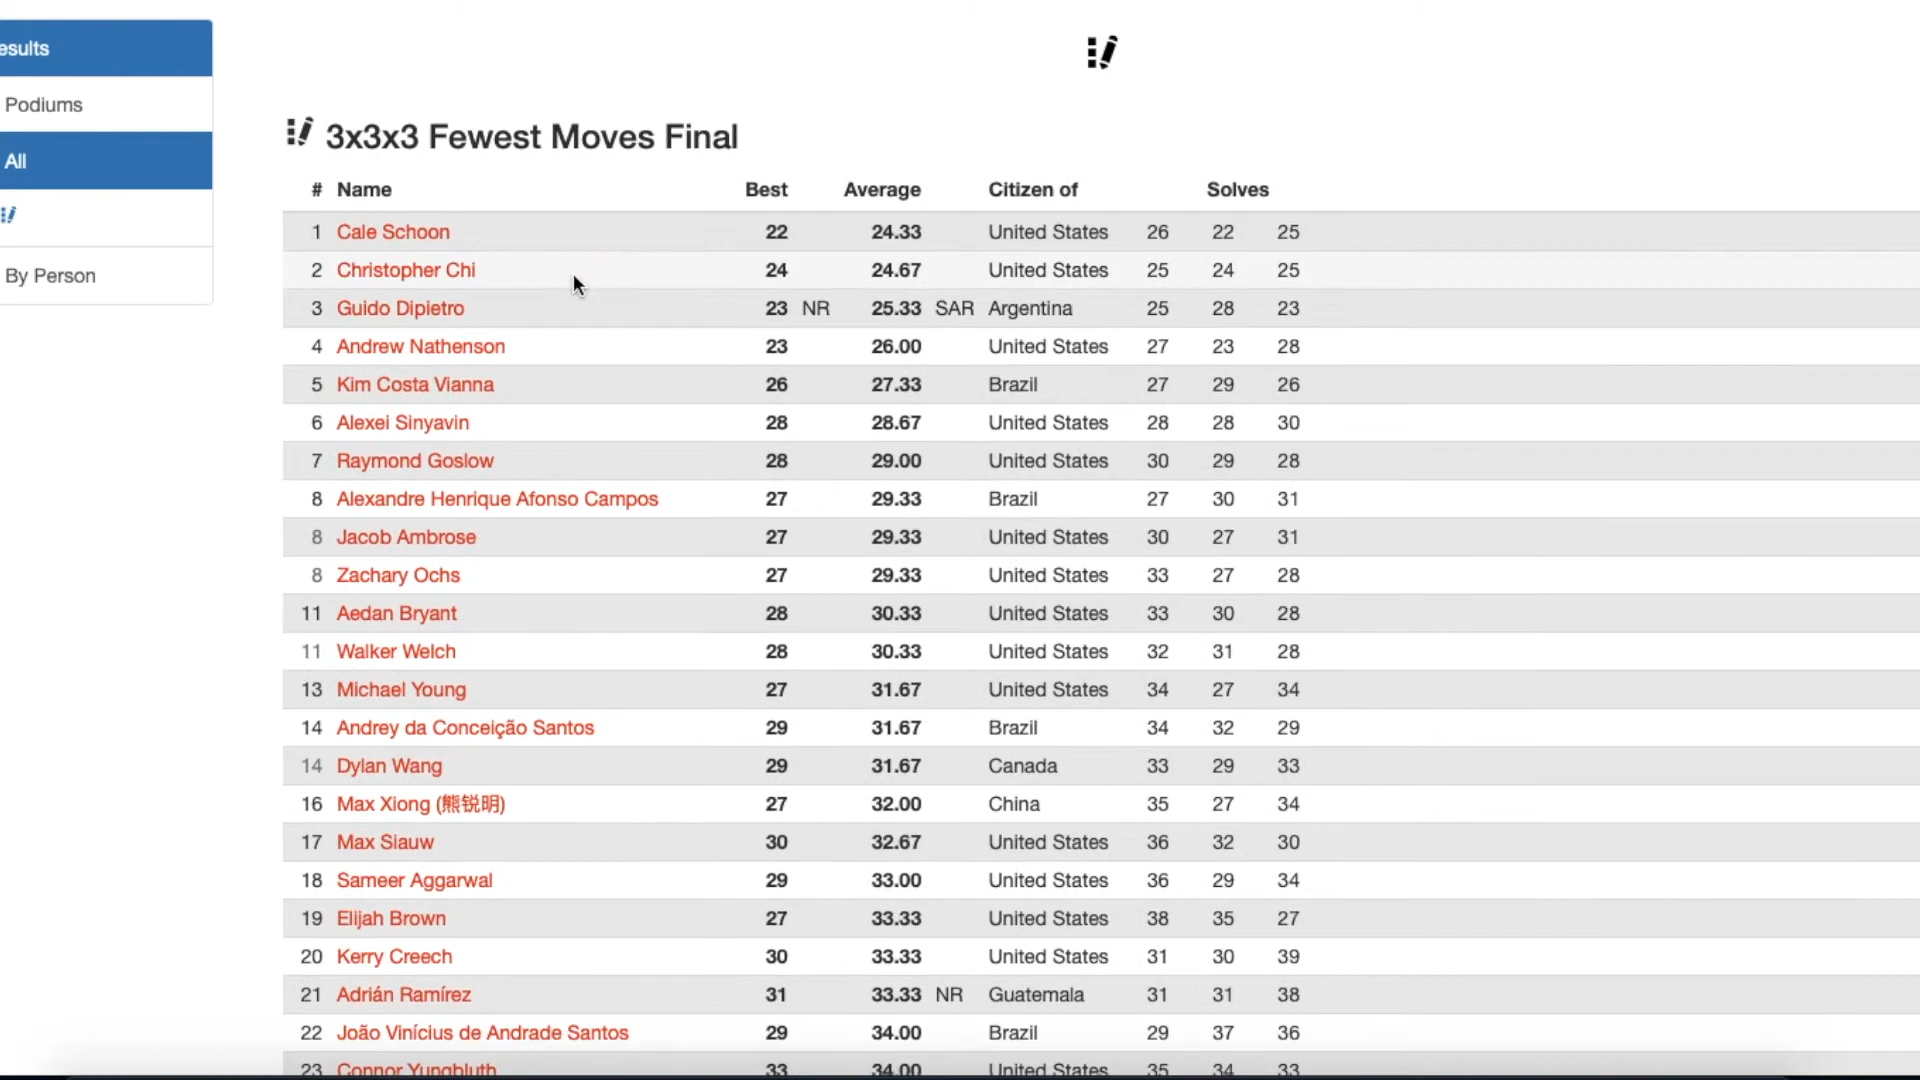 esults
Podiums
All
By Person
3x3x3 Fewest Moves Final
# Name Best Average Citizen of Solves
1 Cale Schoon 22 24.33 United States 26 22 25
2 Christopher Chi 24 24.67 United States 25 24 25
3 Guido Dipietro 23 NR 25.33 SAR Argentina 25 28 23
4 Andrew Nathenson 23 26.00 United States 27 23 28
5 Kim Costa Vianna 26 27.33 Brazil 27 29 26
6 Alexei Sinyavin 28 28.67 United States 28 28 30
7 Raymond Goslow 28 29.00 United States 30 29 28
8 Alexandre Henrique Afonso Campos 27 29.33 Brazil 27 30 31
8 Jacob Ambrose 27 29.33 United States 30 27 31
8 Zachary Ochs 27 29.33 United States 33 27 28
11 Aedan Bryant 28 30.33 United States 33 30 28
11 Walker Welch 28 30.33 United States 32 31 28
13 Michael Young 27 31.67 United States 34 27 34
14 Andrey da Conceição Santos 29 31.67 Brazil 34 32 29
14 Dylan Wang 29 31.67 Canada 33 29 33
16 Max Xiong (熊锐明) 27 32.00 China 35 27 34
17 Max Siauw 30 32.67 United States 36 32 30
18 Sameer Aggarwal 29 33.00 United States 36 29 34
19 Elijah Brown 27 33.33 United States 38 35 27
20 Kerry Creech 30 33.33 United States 31 30 39
21 Adrián Ramírez 31 33.33 NR Guatemala 31 31 38
22 João Vinícius de Andrade Santos 29 34.00 Brazil 29 37 36
23 Connor Yungbluth 33 34.00 United States 35 34 33